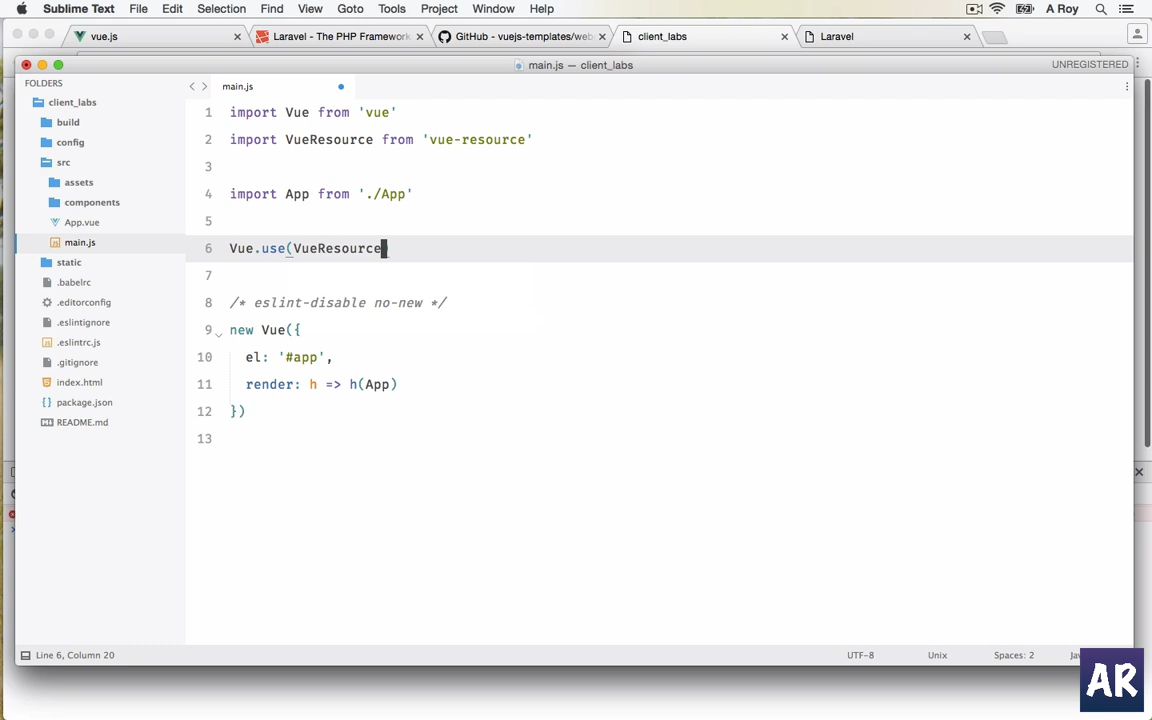 Sublime Text File Edit Selection Find View Goto Tools Project Window Help A Roy
vue.js Laravel - The PHP Framework GitHub - vuejs-templates/web client_labs Laravel
main.js — client_labs UNREGISTERED
FOLDERS
client_labs
build
config
src
assets
components
App.vue
main.js
static
.babelrc
.editorconfig
.eslintignore
.eslintrc.js
.gitignore
index.html
package.json
README.md
main.js
1 import Vue from 'vue'
2 import VueResource from 'vue-resource'
3
4 import App from './App'
5
6 Vue.use(VueResource)
7
8 /* eslint-disable no-new */
9 new Vue({
10 el: '#app',
11 render: h => h(App)
12 })
13
Line 6, Column 20 UTF-8 Unix Spaces: 2
AR